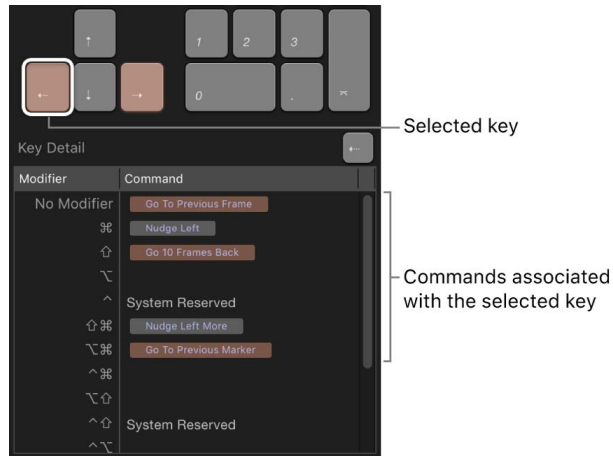 ↑ 1 2 3
← ↓ → 0 . ⌤
Selected key
Key Detail ←
Modifier Command
No Modifier Go To Previous Frame
⌘ Nudge Left
⇧ Go 10 Frames Back
⌥
^ System Reserved
⇧⌘ Nudge Left More
⌥⌘ Go To Previous Marker
^⌘
⌥⇧
^⇧ System Reserved
^⌥
Commands associated
with the selected key